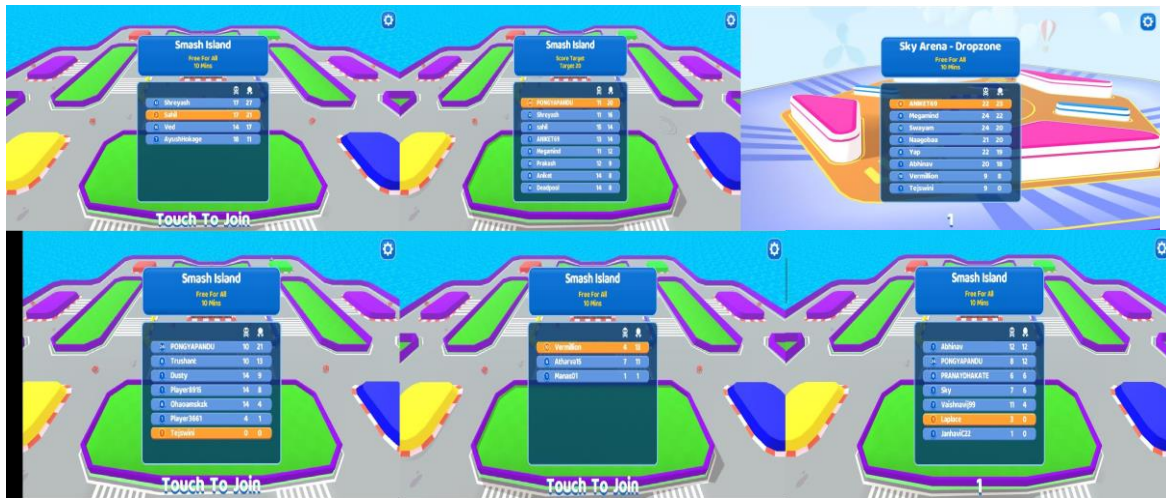 Smash Island
Free For All
10 Mins
Shreyash 17 27
Sahil 17 21
Ved 14 17
AyushHokage 16 11
Touch To Join
Smash Island
Score Target
Target 20
PONGYAPANDU 11 20
Shreyash 11 16
sahil 15 14
ANIKET69 13 14
Megamind 11 12
Prakash 12 9
Aniket 14 8
Deadpool 14 8
Sky Arena - Dropzone
Free For All
10 Mins
ANIKET69 22 25
Megamind 24 22
Swayam 24 20
Naagobaa 21 20
Yap 22 19
Abhinav 20 18
Vermillion 9 8
Tejswini 9 0
1
Smash Island
Free For All
10 Mins
PONGYAPANDU 10 21
Trushant 10 13
Dusty 14 9
Player8915 14 8
Ohaoamskzk 14 4
Player3661 4 1
Tejswini 0 0
Touch To Join
Smash Island
Free For All
10 Mins
Vermillion 4 12
Atharva15 7 11
Manas01 1 1
Touch To Join
Smash Island
Free For All
10 Mins
Abhinav 12 12
PONGYAPANDU 8 12
PRANAYOHAKATE 6 6
Sky 7 6
Vaishnavij99 11 4
Laplace 3 0
JanhaviC22 1 0
1